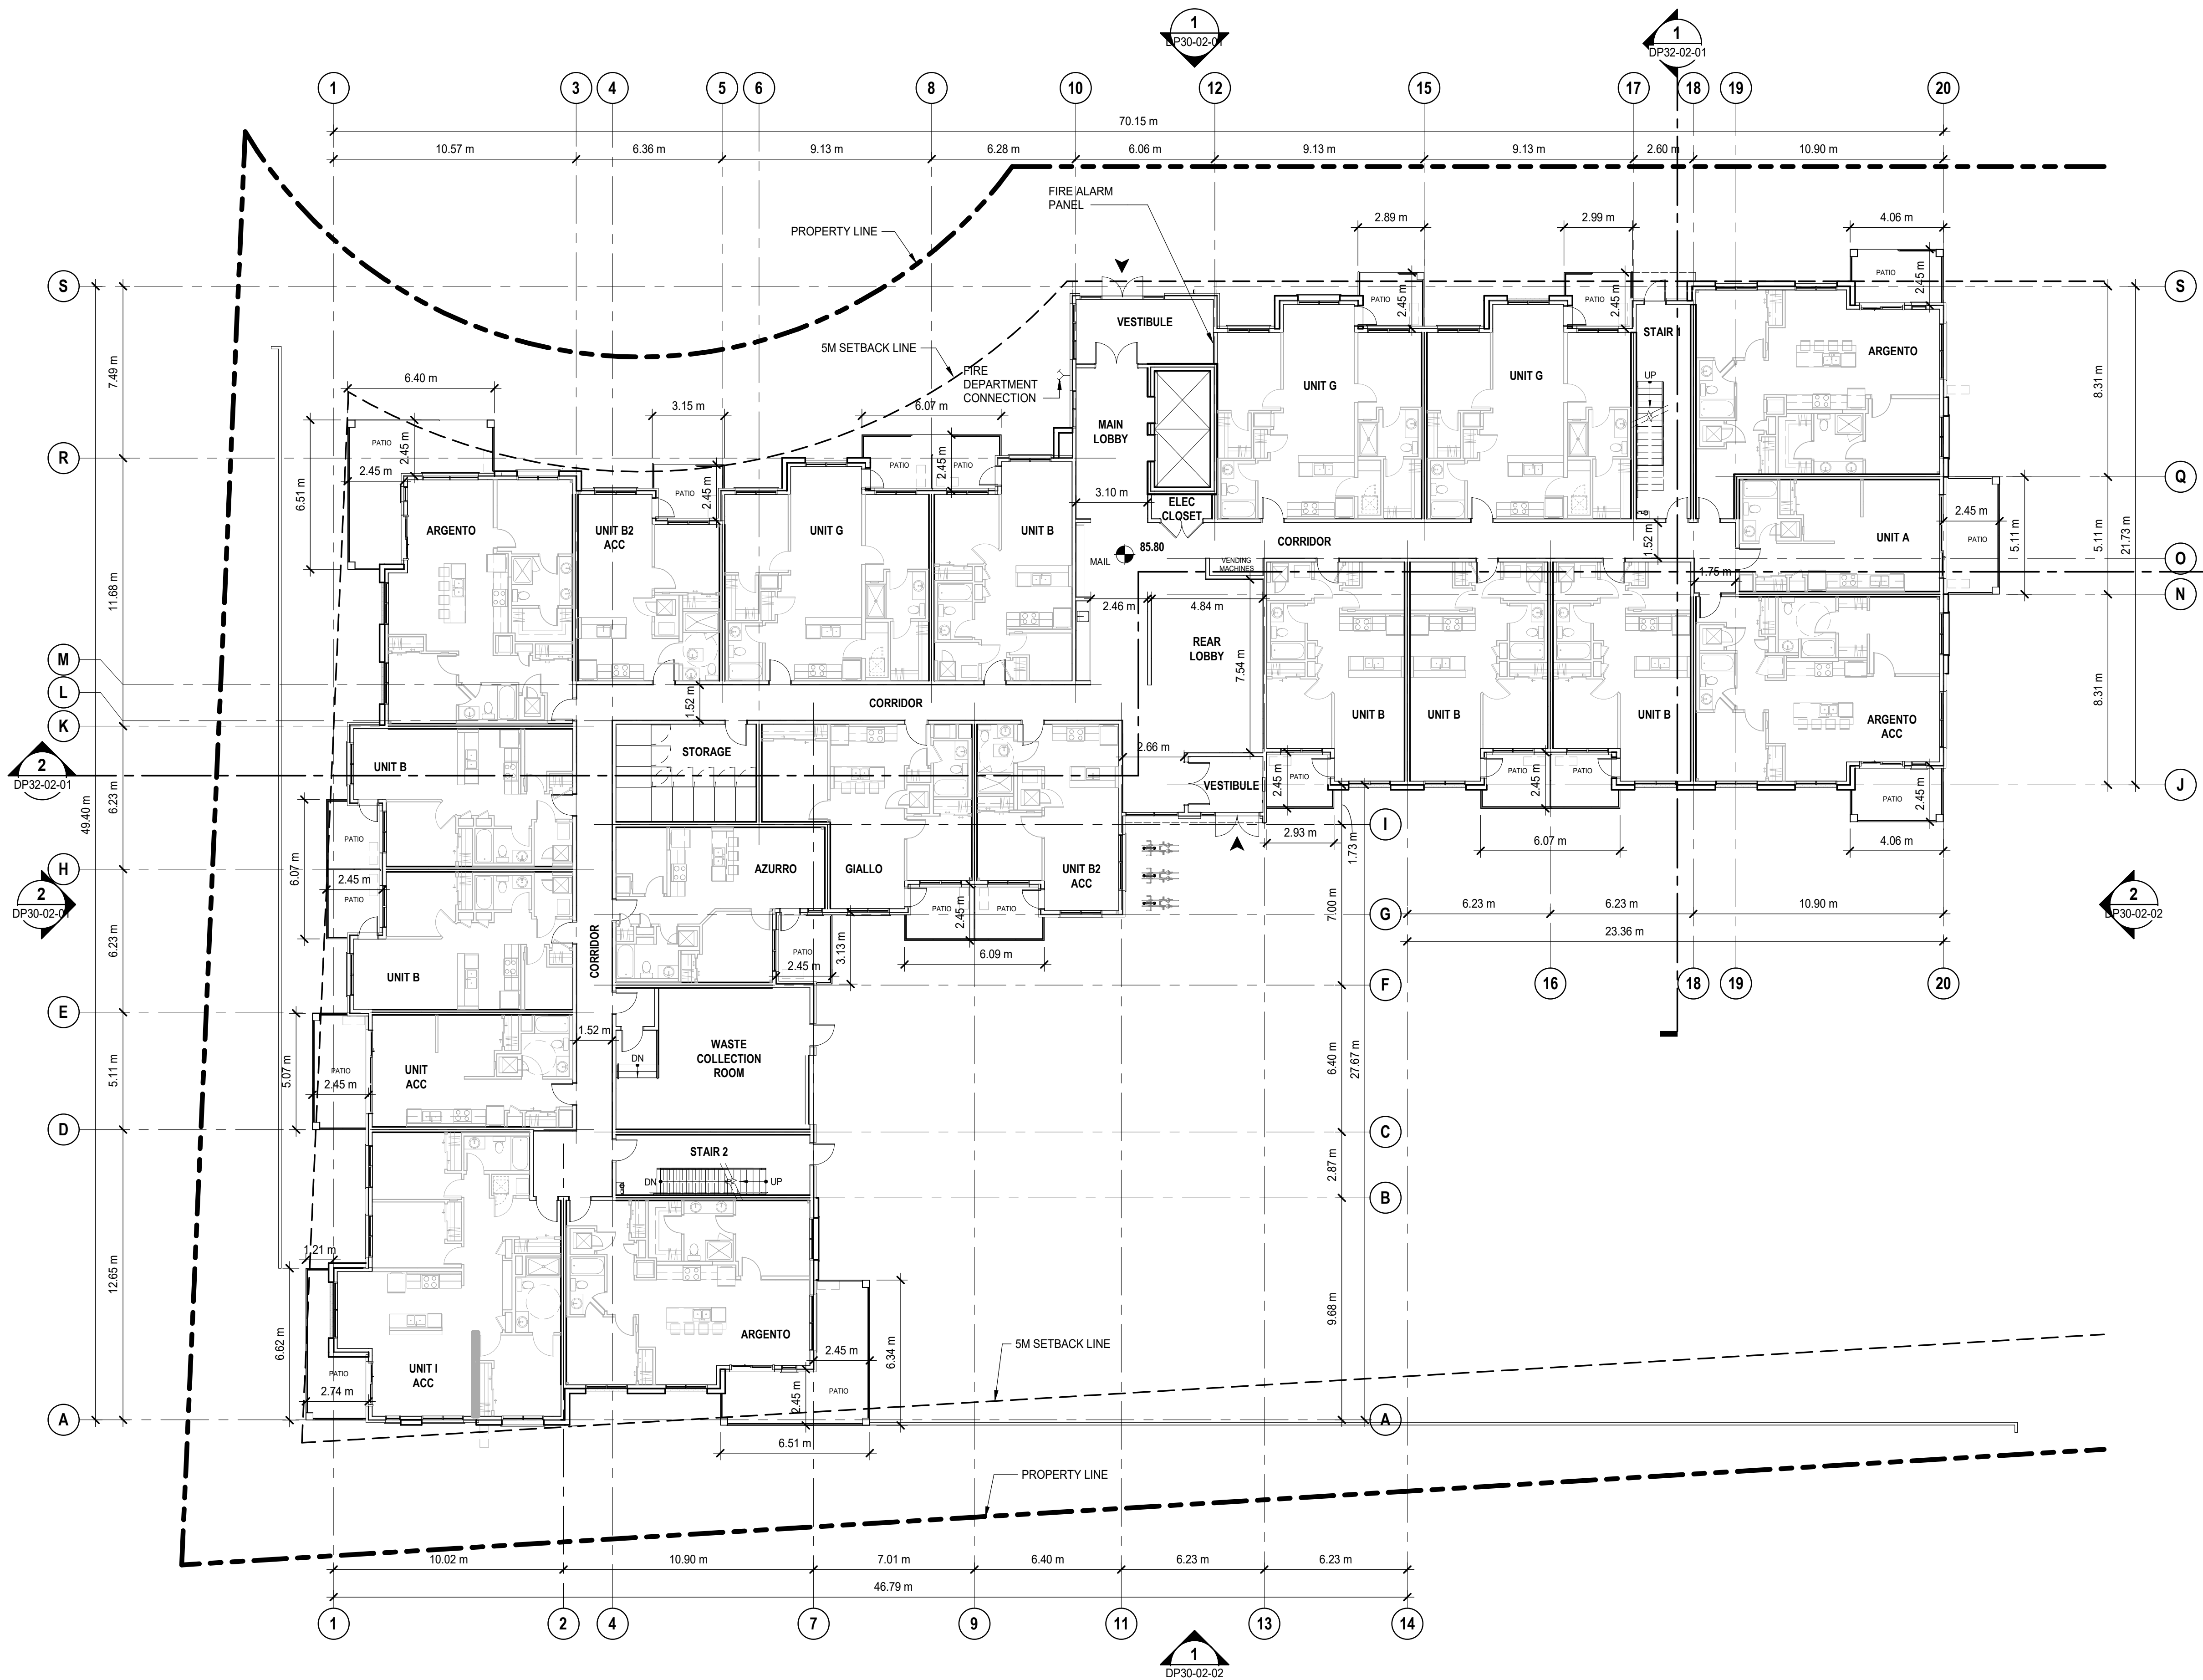 1
DP30-02-01
1
DP32-02-01
1
3
4
5
6
8
10
12
15
17
18
19
20
70.15 m
10.57 m
6.36 m
9.13 m
6.28 m
6.06 m
9.13 m
9.13 m
2.60 m
10.90 m
FIRE ALARM
PANEL
PROPERTY LINE
2.89 m
2.99 m
4.06 m
S
S
PATIO
2.45 m
PATIO
2.45 m
PATIO
2.45 m
VESTIBULE
STAIR 1
ARGENTO
5M SETBACK LINE
FIRE
DEPARTMENT
CONNECTION
7.49 m
8.31 m
6.40 m
UNIT G
UNIT G
UP
3.15 m
6.07 m
MAIN
LOBBY
PATIO
2.45 m
R
PATIO
2.45 m
PATIO
2.45 m
6.51 m
PATIO
2.45 m
Q
3.10 m
ELEC
CLOSET
2.45 m
PATIO
5.11 m
5.11 m
21.73 m
ARGENTO
UNIT B2
ACC
UNIT G
UNIT B
UNIT A
CORRIDOR
1.52 m
85.80
MAIL
VENDING
MACHINES
O
11.68 m
1.75 m
N
2.46 m
4.84 m
REAR
LOBBY
7.54 m
M
L
K
1.52 m
CORRIDOR
8.31 m
UNIT B
UNIT B
UNIT B
ARGENTO
ACC
STORAGE
2.66 m
UNIT B
2
DP32-02-01
VESTIBULE
PATIO
2.45 m
PATIO
PATIO
2.45 m
PATIO
2.45 m
J
49.40 m
6.23 m
I
2.93 m
1.73 m
6.07 m
4.06 m
PATIO
6.07 m
H
AZURRO
GIALLO
UNIT B2
ACC
2
DP30-02-01
2.45 m
PATIO
PATIO
2.45 m
PATIO
7.00 m
G
6.23 m
6.23 m
10.90 m
2
DP30-02-02
23.36 m
6.23 m
CORRIDOR
PATIO
2.45 m
3.13 m
6.09 m
UNIT B
F
16
18
19
20
E
1.52 m
WASTE
COLLECTION
ROOM
DN
UNIT
ACC
PATIO
2.45 m
5.07 m
5.11 m
6.40 m
27.67 m
D
C
STAIR 2
DN
UP
2.87 m
B
1.21 m
12.65 m
9.68 m
6.62 m
ARGENTO
5M SETBACK LINE
2.45 m
6.34 m
UNIT I
ACC
PATIO
2.74 m
2.45 m
PATIO
A
A
6.51 m
PROPERTY LINE
10.02 m
10.90 m
7.01 m
6.40 m
6.23 m
6.23 m
46.79 m
1
2
4
7
9
11
13
14
1
DP30-02-02